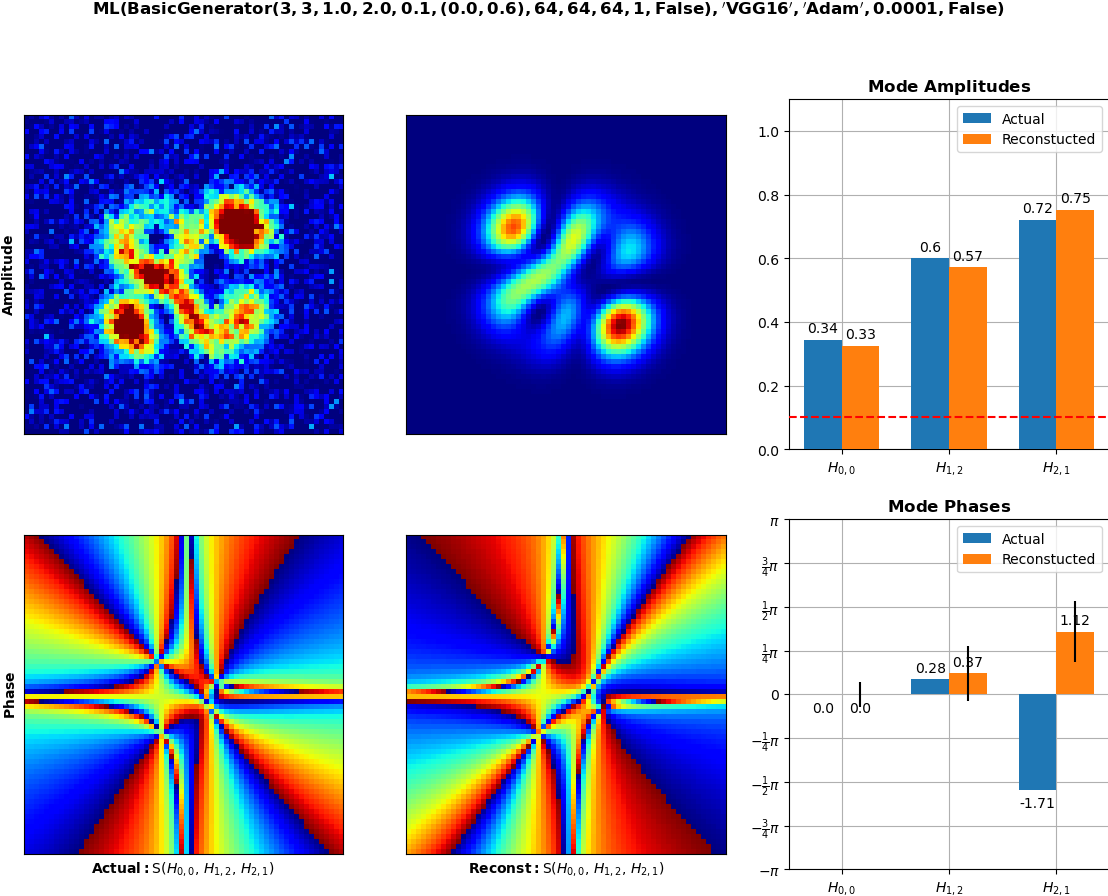 ML(BasicGenerator(3, 3, 1.0, 2.0, 0.1, (0.0, 0.6), 64, 64, 64, 1, False), ′VGG16′, ′Adam′, 0.0001, False)
Amplitude
Mode Amplitudes
Actual
Reconstucted
1.0
0.8
0.6
0.4
0.2
0.0
0.34
0.33
0.6
0.57
0.72
0.75
H0,0
H1,2
H2,1
Phase
Actual: S(H0,0, H1,2, H2,1)
Reconst: S(H0,0, H1,2, H2,1)
Mode Phases
Actual
Reconstucted
π
3/4π
1/2π
1/4π
0
−1/4π
−1/2π
−3/4π
−π
0.0
0.0
0.28
0.37
-1.71
1.12
H0,0
H1,2
H2,1